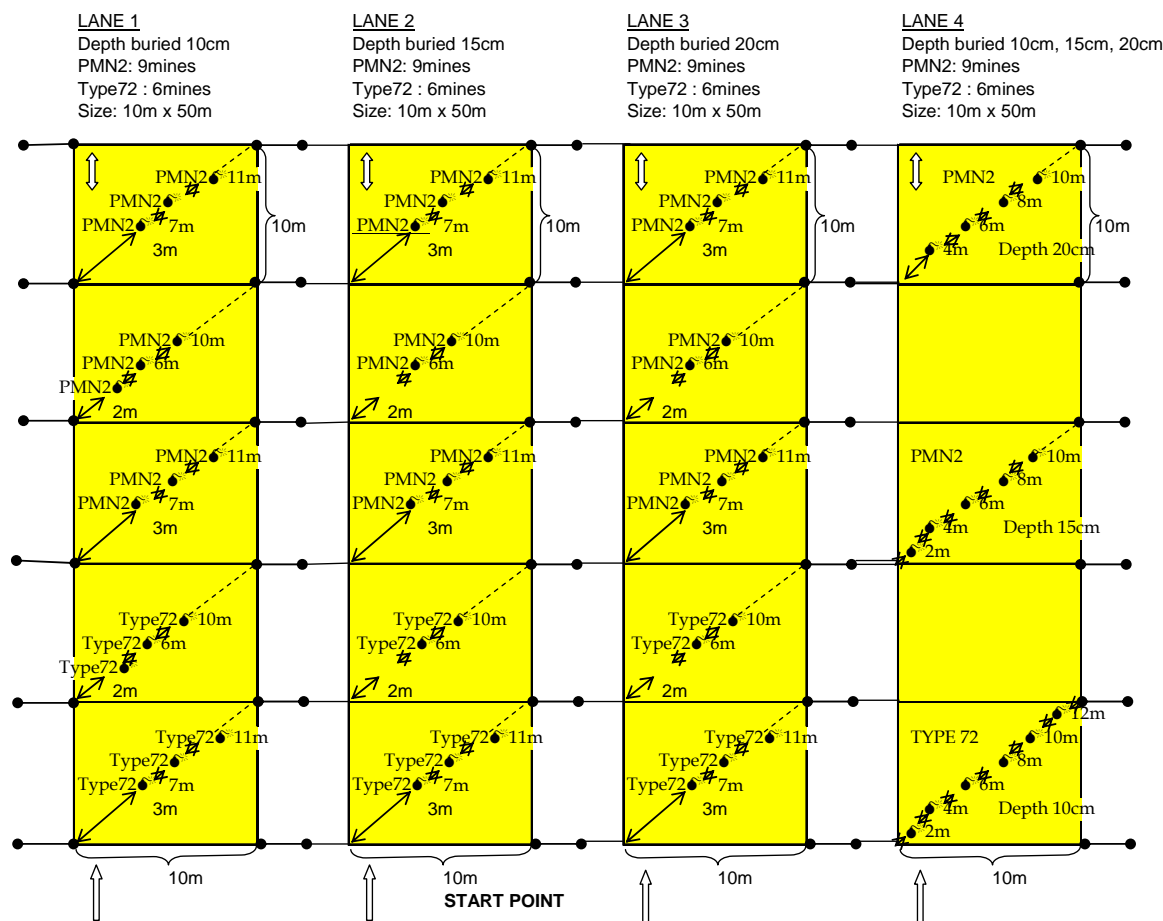 LANE 1
Depth buried 10cm
PMN2: 9mines
Type72 : 6mines
Size: 10m x 50m
LANE 2
Depth buried 15cm
PMN2: 9mines
Type72 : 6mines
Size: 10m x 50m
LANE 3
Depth buried 20cm
PMN2: 9mines
Type72 : 6mines
Size: 10m x 50m
LANE 4
Depth buried 10cm, 15cm, 20cm
PMN2: 9mines
Type72 : 6mines
Size: 10m x 50m
PMN2 11m
PMN2
PMN2 7m
3m
10m
PMN2 10m
PMN2 6m
PMN2
2m
PMN2 11m
PMN2
PMN2 7m
3m
Type72 10m
Type72 6m
Type72
2m
Type72 11m
Type72
Type72 7m
3m
10m
PMN2 11m
PMN2
PMN2 7m
3m
10m
PMN2 10m
PMN2 6m
2m
PMN2 11m
PMN2
PMN2 7m
3m
Type72 10m
Type72 6m
2m
Type72 11m
Type72
Type72 7m
3m
10m
START POINT
PMN2 11m
PMN2
PMN2 7m
3m
10m
PMN2 10m
PMN2 6m
2m
PMN2 11m
PMN2
PMN2 7m
3m
Type72 10m
Type72 6m
2m
Type72 11m
Type72
Type72 7m
3m
10m
PMN2 10m
8m
6m
4m Depth 20cm
10m
PMN2 10m
8m
6m
4m Depth 15cm
2m
12m
TYPE 72 10m
8m
6m
4m Depth 10cm
2m
10m